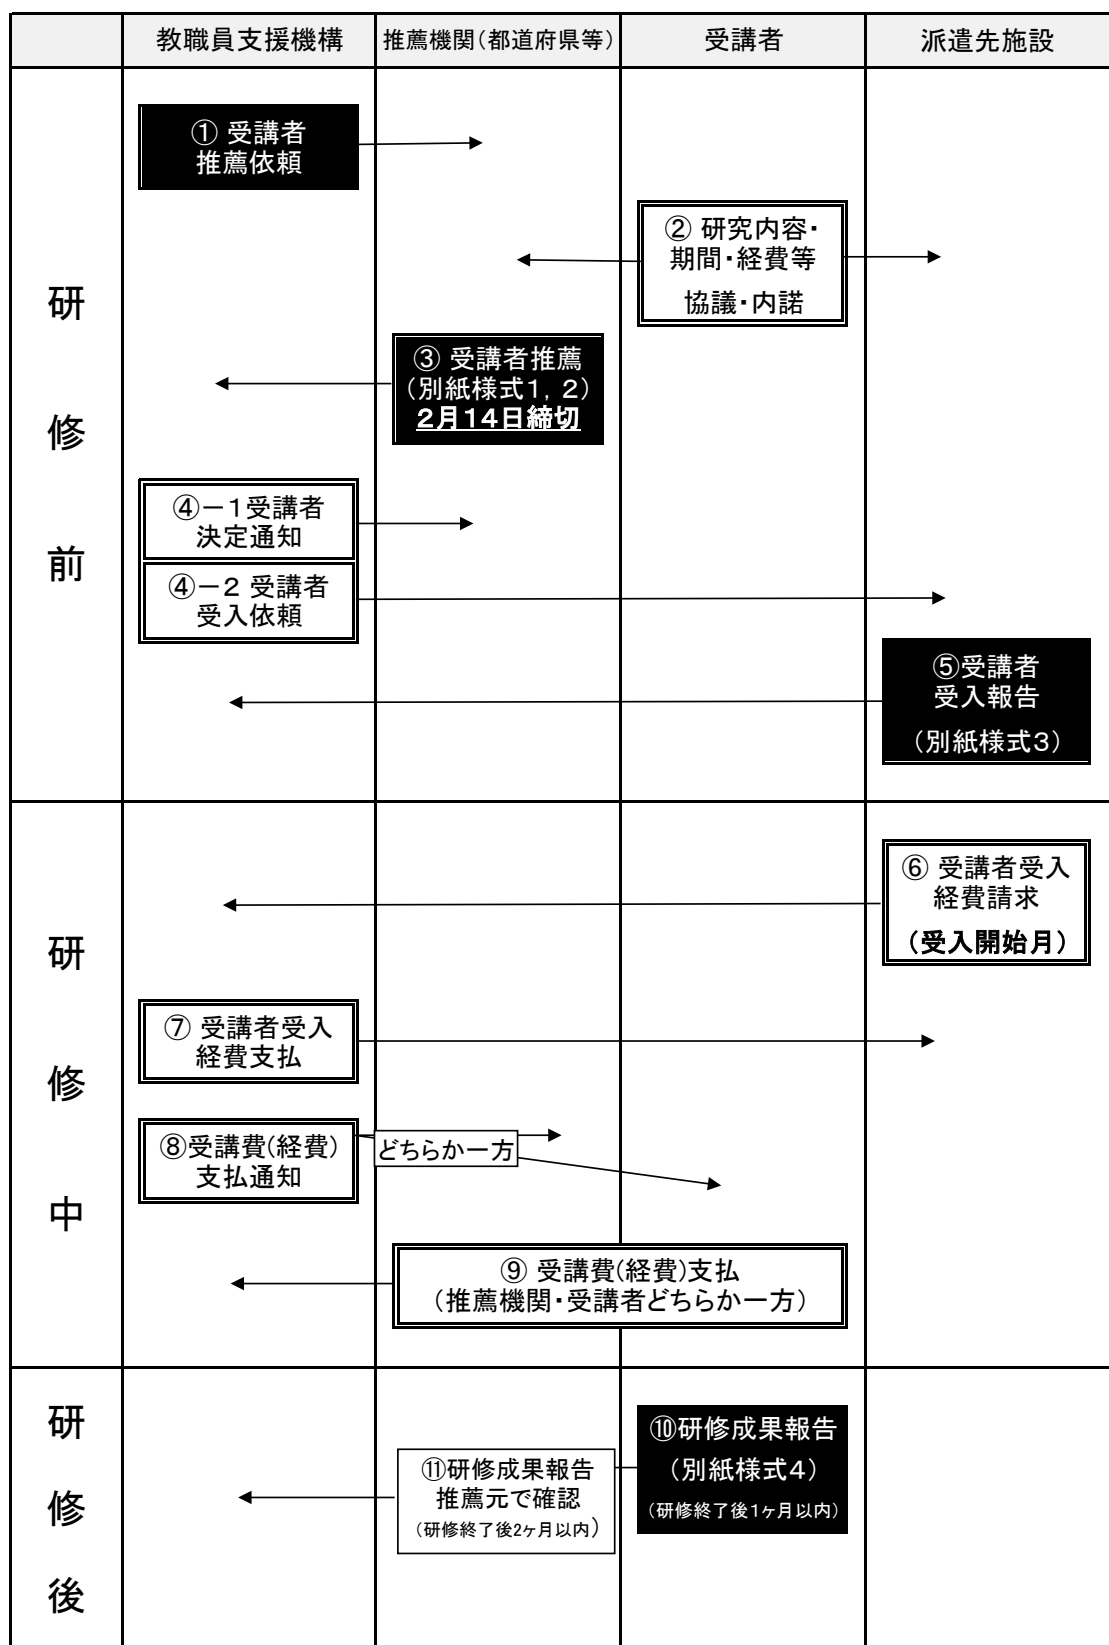 教職員支援機構 推薦機関(都道府県等) 受講者 派遣先施設
研修前
① 受講者
推薦依頼
② 研究内容・
期間・経費等
協議・内諾
③ 受講者推薦
(別紙様式1，2)
2月14日締切
④－1受講者
決定通知
④－2 受講者
受入依頼
⑤受講者
受入報告
(別紙様式3)
研修中
⑥ 受講者受入
経費請求
(受入開始月)
⑦ 受講者受入
経費支払
⑧受講費(経費)
支払通知
どちらか一方
⑨ 受講費(経費)支払
(推薦機関・受講者どちらか一方)
研修後
⑩研修成果報告
(別紙様式4)
(研修終了後1ヶ月以内)
⑪研修成果報告
推薦元で確認
(研修終了後2ヶ月以内)